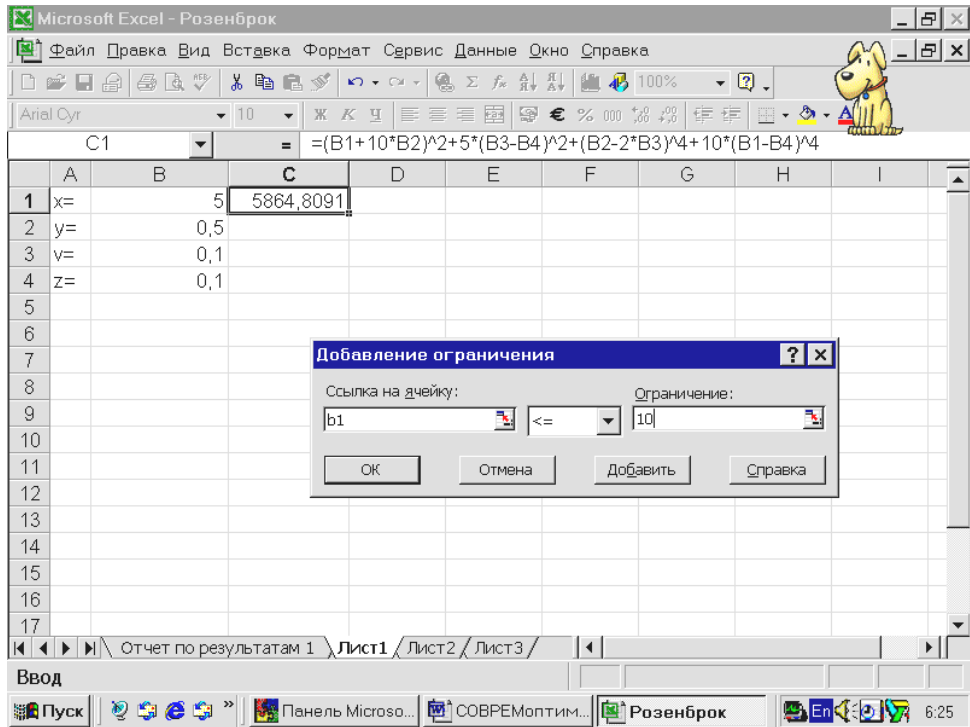 Microsoft Excel - Розенброк
Файл Правка Вид Вставка Формат Сервис Данные Окно Справка
100%
Arial Cyr 10 Ж К Ч € % 000
C1 = =(B1+10*B2)^2+5*(B3-B4)^2+(B2-2*B3)^4+10*(B1-B4)^4
A B C D E F G H I
1 x= 5 5864,8091
2 y= 0,5
3 v= 0,1
4 z= 0,1
5
6
7
8
9
10
11
12
13
14
15
16
17
Добавление ограничения
Ссылка на ячейку: Ограничение:
b1 <= 10
ОК Отмена Добавить Справка
Отчет по результатам 1 Лист1 Лист2 Лист3
Ввод
Пуск » Панель Microso... СОВРЕМоптим... Розенброк En 6:25